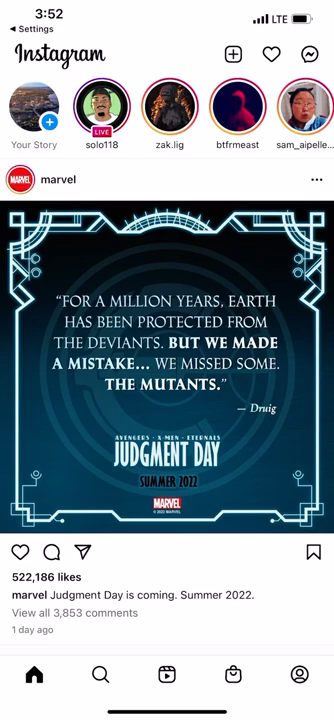 3:52
LTE
◀ Settings
Instagram
LIVE
Your Story
solo118
zak.lig
btfrmeast
sam_aipelle...
MARVEL
marvel
“FOR A MILLION YEARS, EARTH
HAS BEEN PROTECTED FROM
THE DEVIANTS. BUT WE MADE
A MISTAKE... WE MISSED SOME.
THE MUTANTS.”
— Druig
AVENGERS · X-MEN · ETERNALS
JUDGMENT DAY
SUMMER 2022
MARVEL
© 2022 MARVEL
522,186 likes
marvel Judgment Day is coming. Summer 2022.
View all 3,853 comments
1 day ago